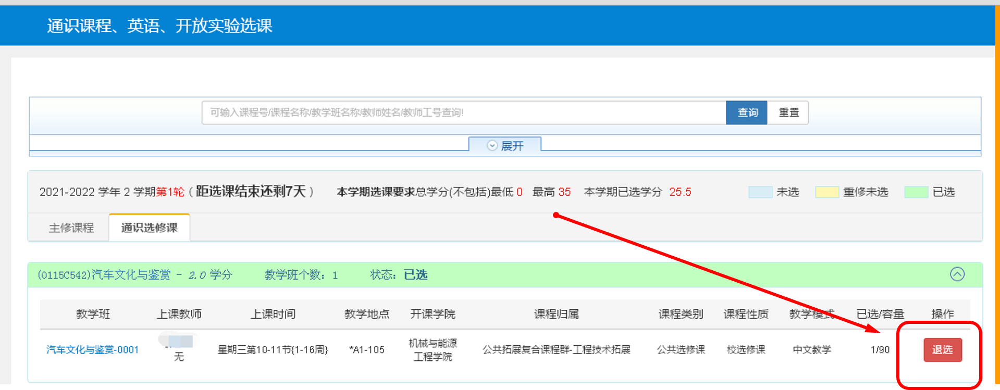 通识课程、英语、开放实验选课
可输入课程号/课程名称/教学班名称/教师姓名/教师工号查询!
查询
重置
展开
2021-2022 学年 2 学期第1轮（距选课结束还剩7天） 本学期选课要求总学分(不包括)最低 0 最高 35 本学期已选学分 25.5 未选 重修未选 已选
主修课程 通识选修课
(0115C542)汽车文化与鉴赏 - 2.0 学分 教学班个数：1 状态：已选
教学班 上课教师 上课时间 教学地点 开课学院 课程归属 课程类别 课程性质 教学模式 已选/容量 操作
汽车文化与鉴赏-0001 无 星期三第10-11节{1-16周} *A1-105 机械与能源
工程学院 公共拓展复合课程群-工程技术拓展 公共选修课 校选修课 中文教学 1/90 退选